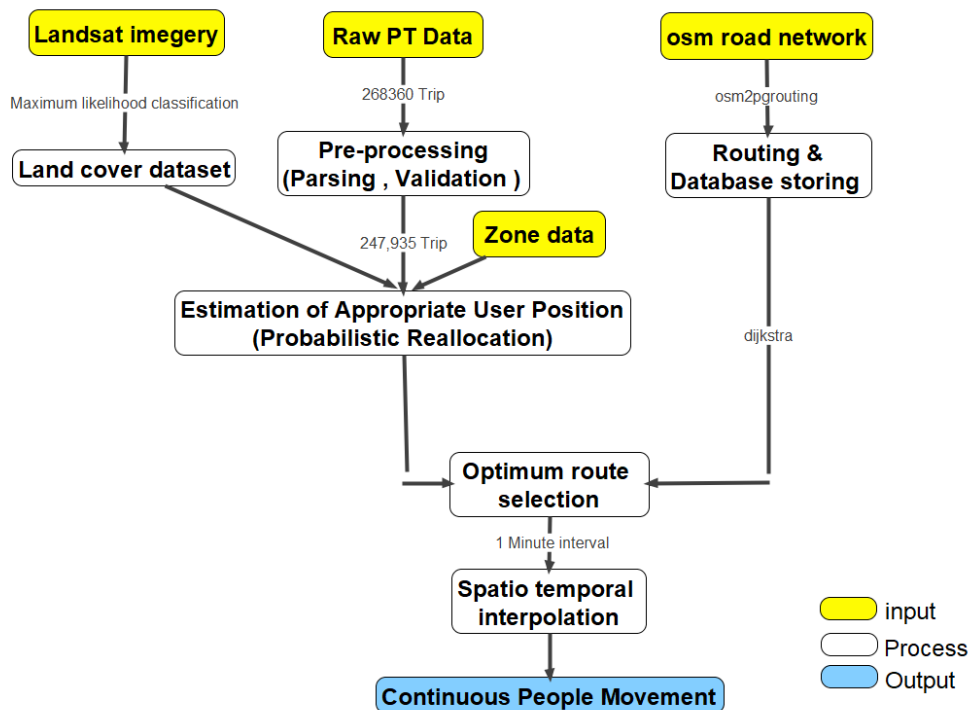 Landsat imegery
Raw PT Data
osm road network
Maximum likelihood classification
268360 Trip
osm2pgrouting
Land cover dataset
Pre-processing
(Parsing , Validation )
Routing &
Database storing
247,935 Trip
Zone data
Estimation of Appropriate User Position
(Probabilistic Reallocation)
dijkstra
Optimum route
selection
1 Minute interval
Spatio temporal
interpolation
Continuous People Movement
input
Process
Output